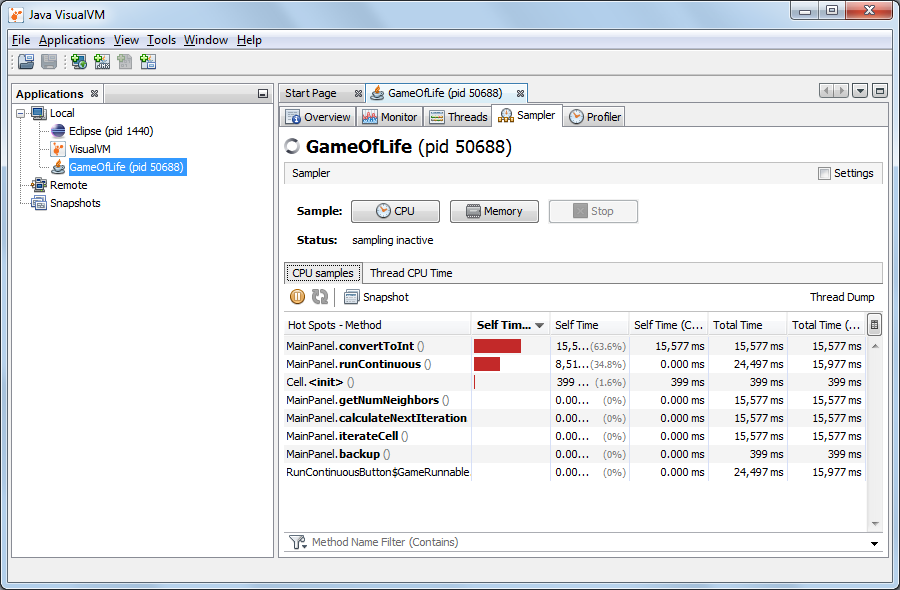 Java VisualVM
File Applications View Tools Window Help
Applications
Local
Eclipse (pid 1440)
VisualVM
GameOfLife (pid 50688)
Remote
Snapshots
Start Page GameOfLife (pid 50688)
Overview Monitor Threads Sampler Profiler
GameOfLife (pid 50688)
Sampler Settings
Sample: CPU Memory Stop
Status: sampling inactive
CPU samples Thread CPU Time
Snapshot Thread Dump
Hot Spots - Method Self Tim... Self Time Self Time (C... Total Time Total Time (...
MainPanel.convertToInt () 15,5... (63.6%) 15,577 ms 15,577 ms 15,577 ms
MainPanel.runContinuous () 8,51... (34.8%) 0.000 ms 24,497 ms 15,977 ms
Cell.<init> () 399 ... (1.6%) 399 ms 399 ms 399 ms
MainPanel.getNumNeighbors () 0.00... (0%) 0.000 ms 15,577 ms 15,577 ms
MainPanel.calculateNextIteration 0.00... (0%) 0.000 ms 15,577 ms 15,577 ms
MainPanel.iterateCell () 0.00... (0%) 0.000 ms 15,577 ms 15,577 ms
MainPanel.backup () 0.00... (0%) 0.000 ms 399 ms 399 ms
RunContinuousButton$GameRunnable 0.00... (0%) 0.000 ms 24,497 ms 15,977 ms
Method Name Filter (Contains)